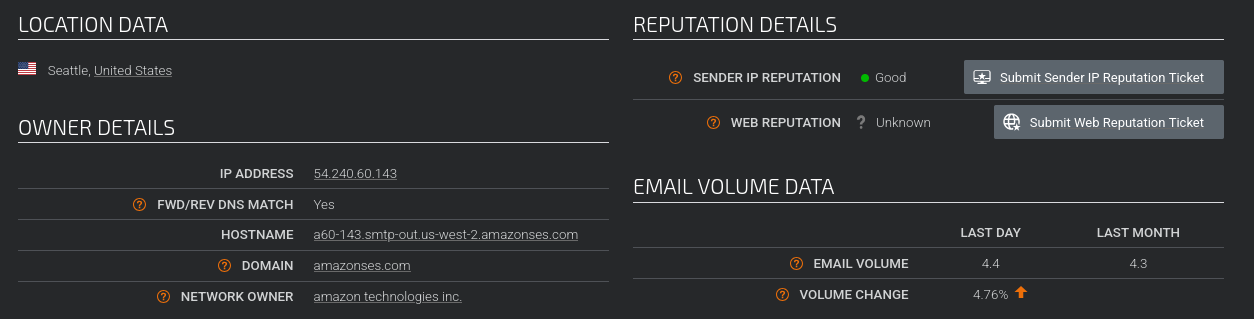 LOCATION DATA
Seattle, United States
OWNER DETAILS
IP ADDRESS 54.240.60.143
FWD/REV DNS MATCH Yes
HOSTNAME a60-143.smtp-out.us-west-2.amazonses.com
DOMAIN amazonses.com
NETWORK OWNER amazon technologies inc.
REPUTATION DETAILS
SENDER IP REPUTATION Good Submit Sender IP Reputation Ticket
WEB REPUTATION Unknown Submit Web Reputation Ticket
EMAIL VOLUME DATA
LAST DAY LAST MONTH
EMAIL VOLUME 4.4 4.3
VOLUME CHANGE 4.76%